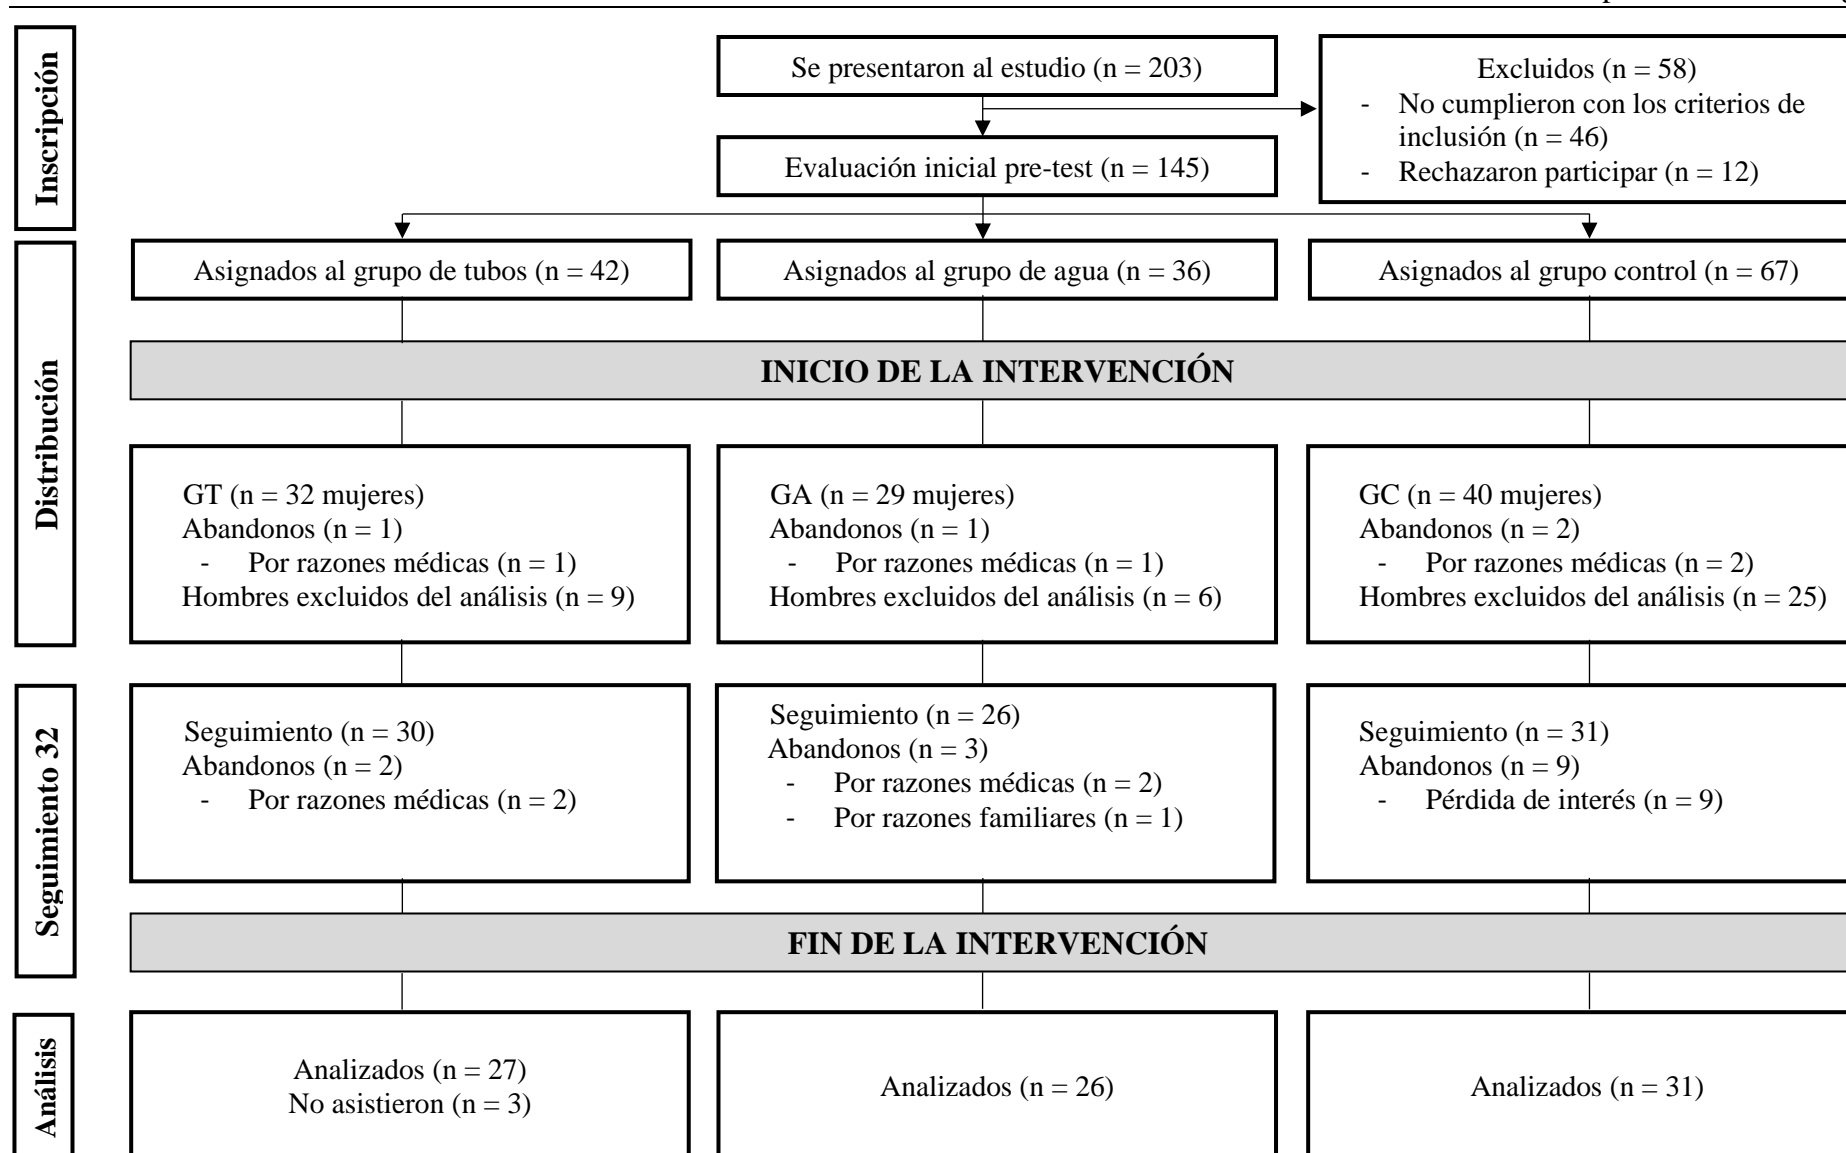 Inscripción
Se presentaron al estudio (n = 203)
Excluidos (n = 58)
- No cumplieron con los criterios de
inclusión (n = 46)
- Rechazaron participar (n = 12)
Evaluación inicial pre-test (n = 145)
Distribución
Asignados al grupo de tubos (n = 42)
Asignados al grupo de agua (n = 36)
Asignados al grupo control (n = 67)
INICIO DE LA INTERVENCIÓN
GT (n = 32 mujeres)
Abandonos (n = 1)
- Por razones médicas (n = 1)
Hombres excluidos del análisis (n = 9)
GA (n = 29 mujeres)
Abandonos (n = 1)
- Por razones médicas (n = 1)
Hombres excluidos del análisis (n = 6)
GC (n = 40 mujeres)
Abandonos (n = 2)
- Por razones médicas (n = 2)
Hombres excluidos del análisis (n = 25)
Seguimiento 32
Seguimiento (n = 30)
Abandonos (n = 2)
- Por razones médicas (n = 2)
Seguimiento (n = 26)
Abandonos (n = 3)
- Por razones médicas (n = 2)
- Por razones familiares (n = 1)
Seguimiento (n = 31)
Abandonos (n = 9)
- Pérdida de interés (n = 9)
FIN DE LA INTERVENCIÓN
Análisis
Analizados (n = 27)
No asistieron (n = 3)
Analizados (n = 26)
Analizados (n = 31)